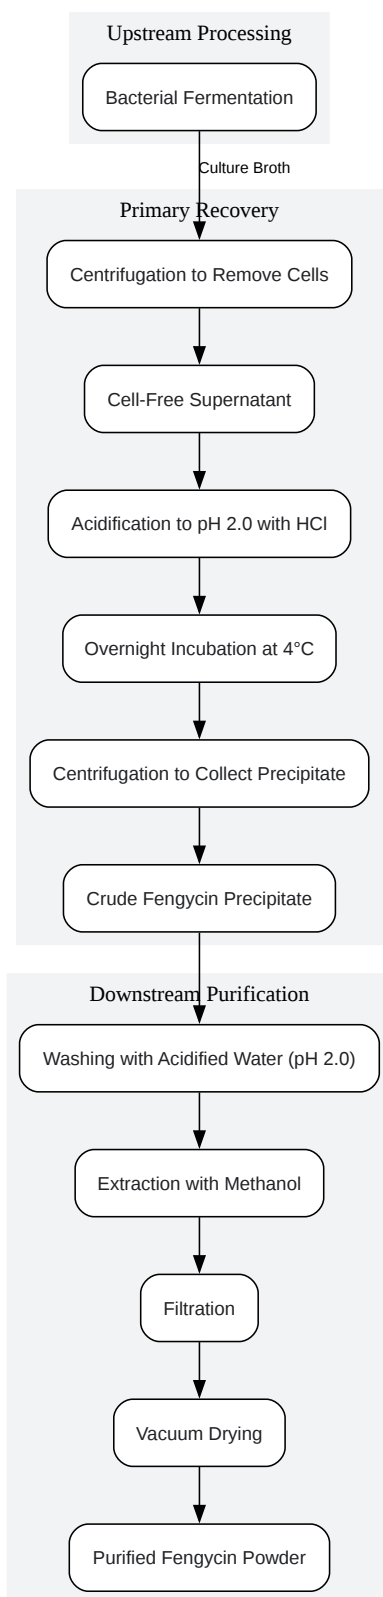 Upstream Processing
Bacterial Fermentation
Culture Broth
Primary Recovery
Centrifugation to Remove Cells
Cell-Free Supernatant
Acidification to pH 2.0 with HCl
Overnight Incubation at 4°C
Centrifugation to Collect Precipitate
Crude Fengycin Precipitate
Downstream Purification
Washing with Acidified Water (pH 2.0)
Extraction with Methanol
Filtration
Vacuum Drying
Purified Fengycin Powder